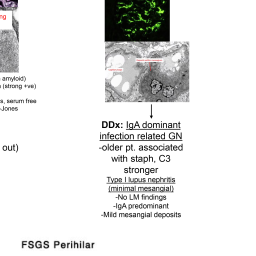 ng
amyloid)
(strong +ve)
s, serum free
-Jones
out)
DDx: IgA dominant
infection related GN
-older pt. associated
with staph, C3
stronger
Type I lupus nephritis
(minimal mesangial)
-No LM findings
-IgA predominant
-Mild mesangial deposits
FSGS Perihilar